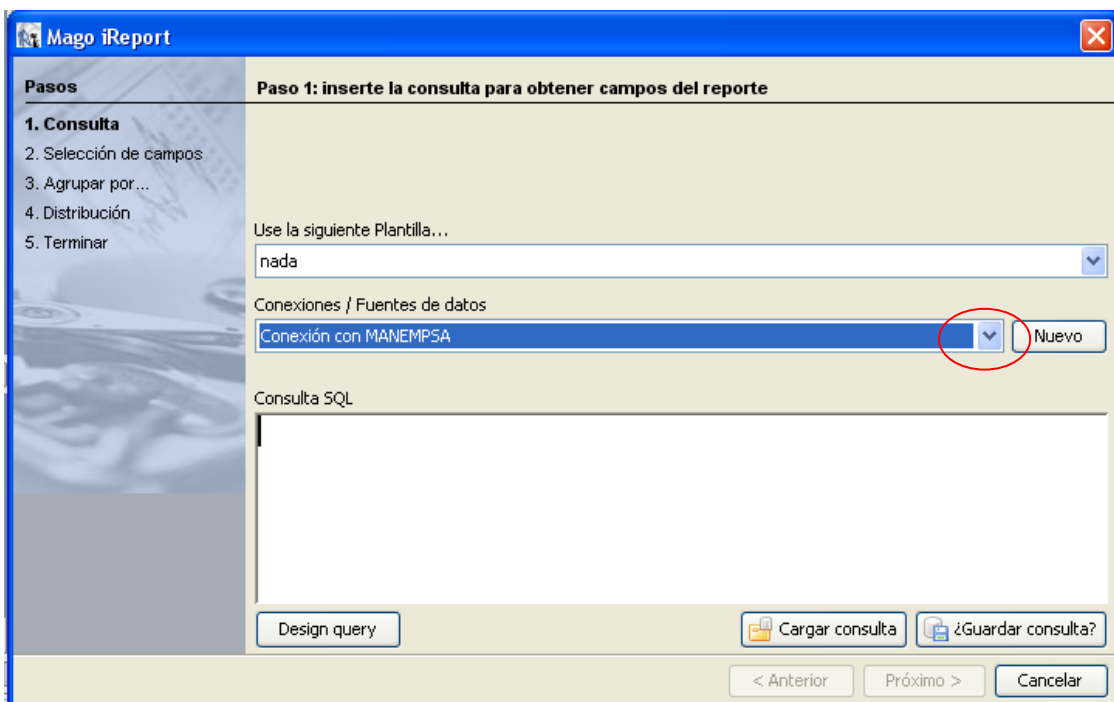 Mago iReport
Pasos
1. Consulta
2. Selección de campos
3. Agrupar por...
4. Distribución
5. Terminar
Paso 1: inserte la consulta para obtener campos del reporte
Use la siguiente Plantilla...
nada
Conexiones / Fuentes de datos
Conexión con MANEMPSA
Nuevo
Consulta SQL
Design query
Cargar consulta
¿Guardar consulta?
< Anterior
Próximo >
Cancelar